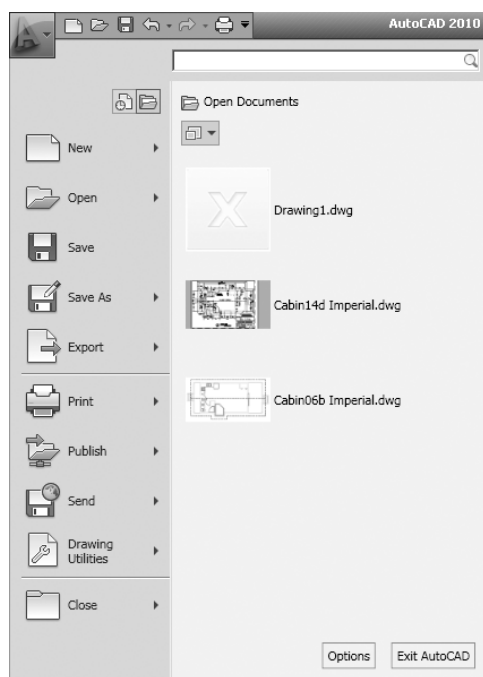 AutoCAD 2010
Open Documents
New
Open
Save
Save As
Export
Print
Publish
Send
Drawing
Utilities
Close
Drawing1.dwg
Cabin14d Imperial.dwg
Cabin06b Imperial.dwg
Options
Exit AutoCAD